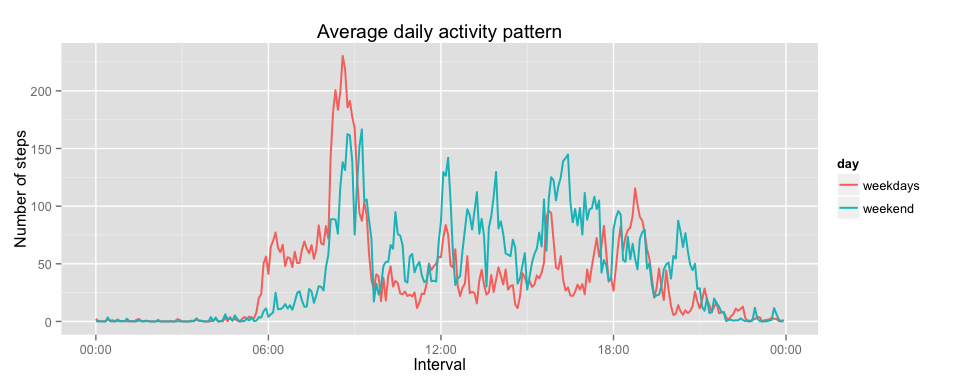 Average daily activity pattern
Number of steps
200
150
100
50
0
00:00 06:00 12:00 18:00 00:00
Interval
day
weekdays
weekend